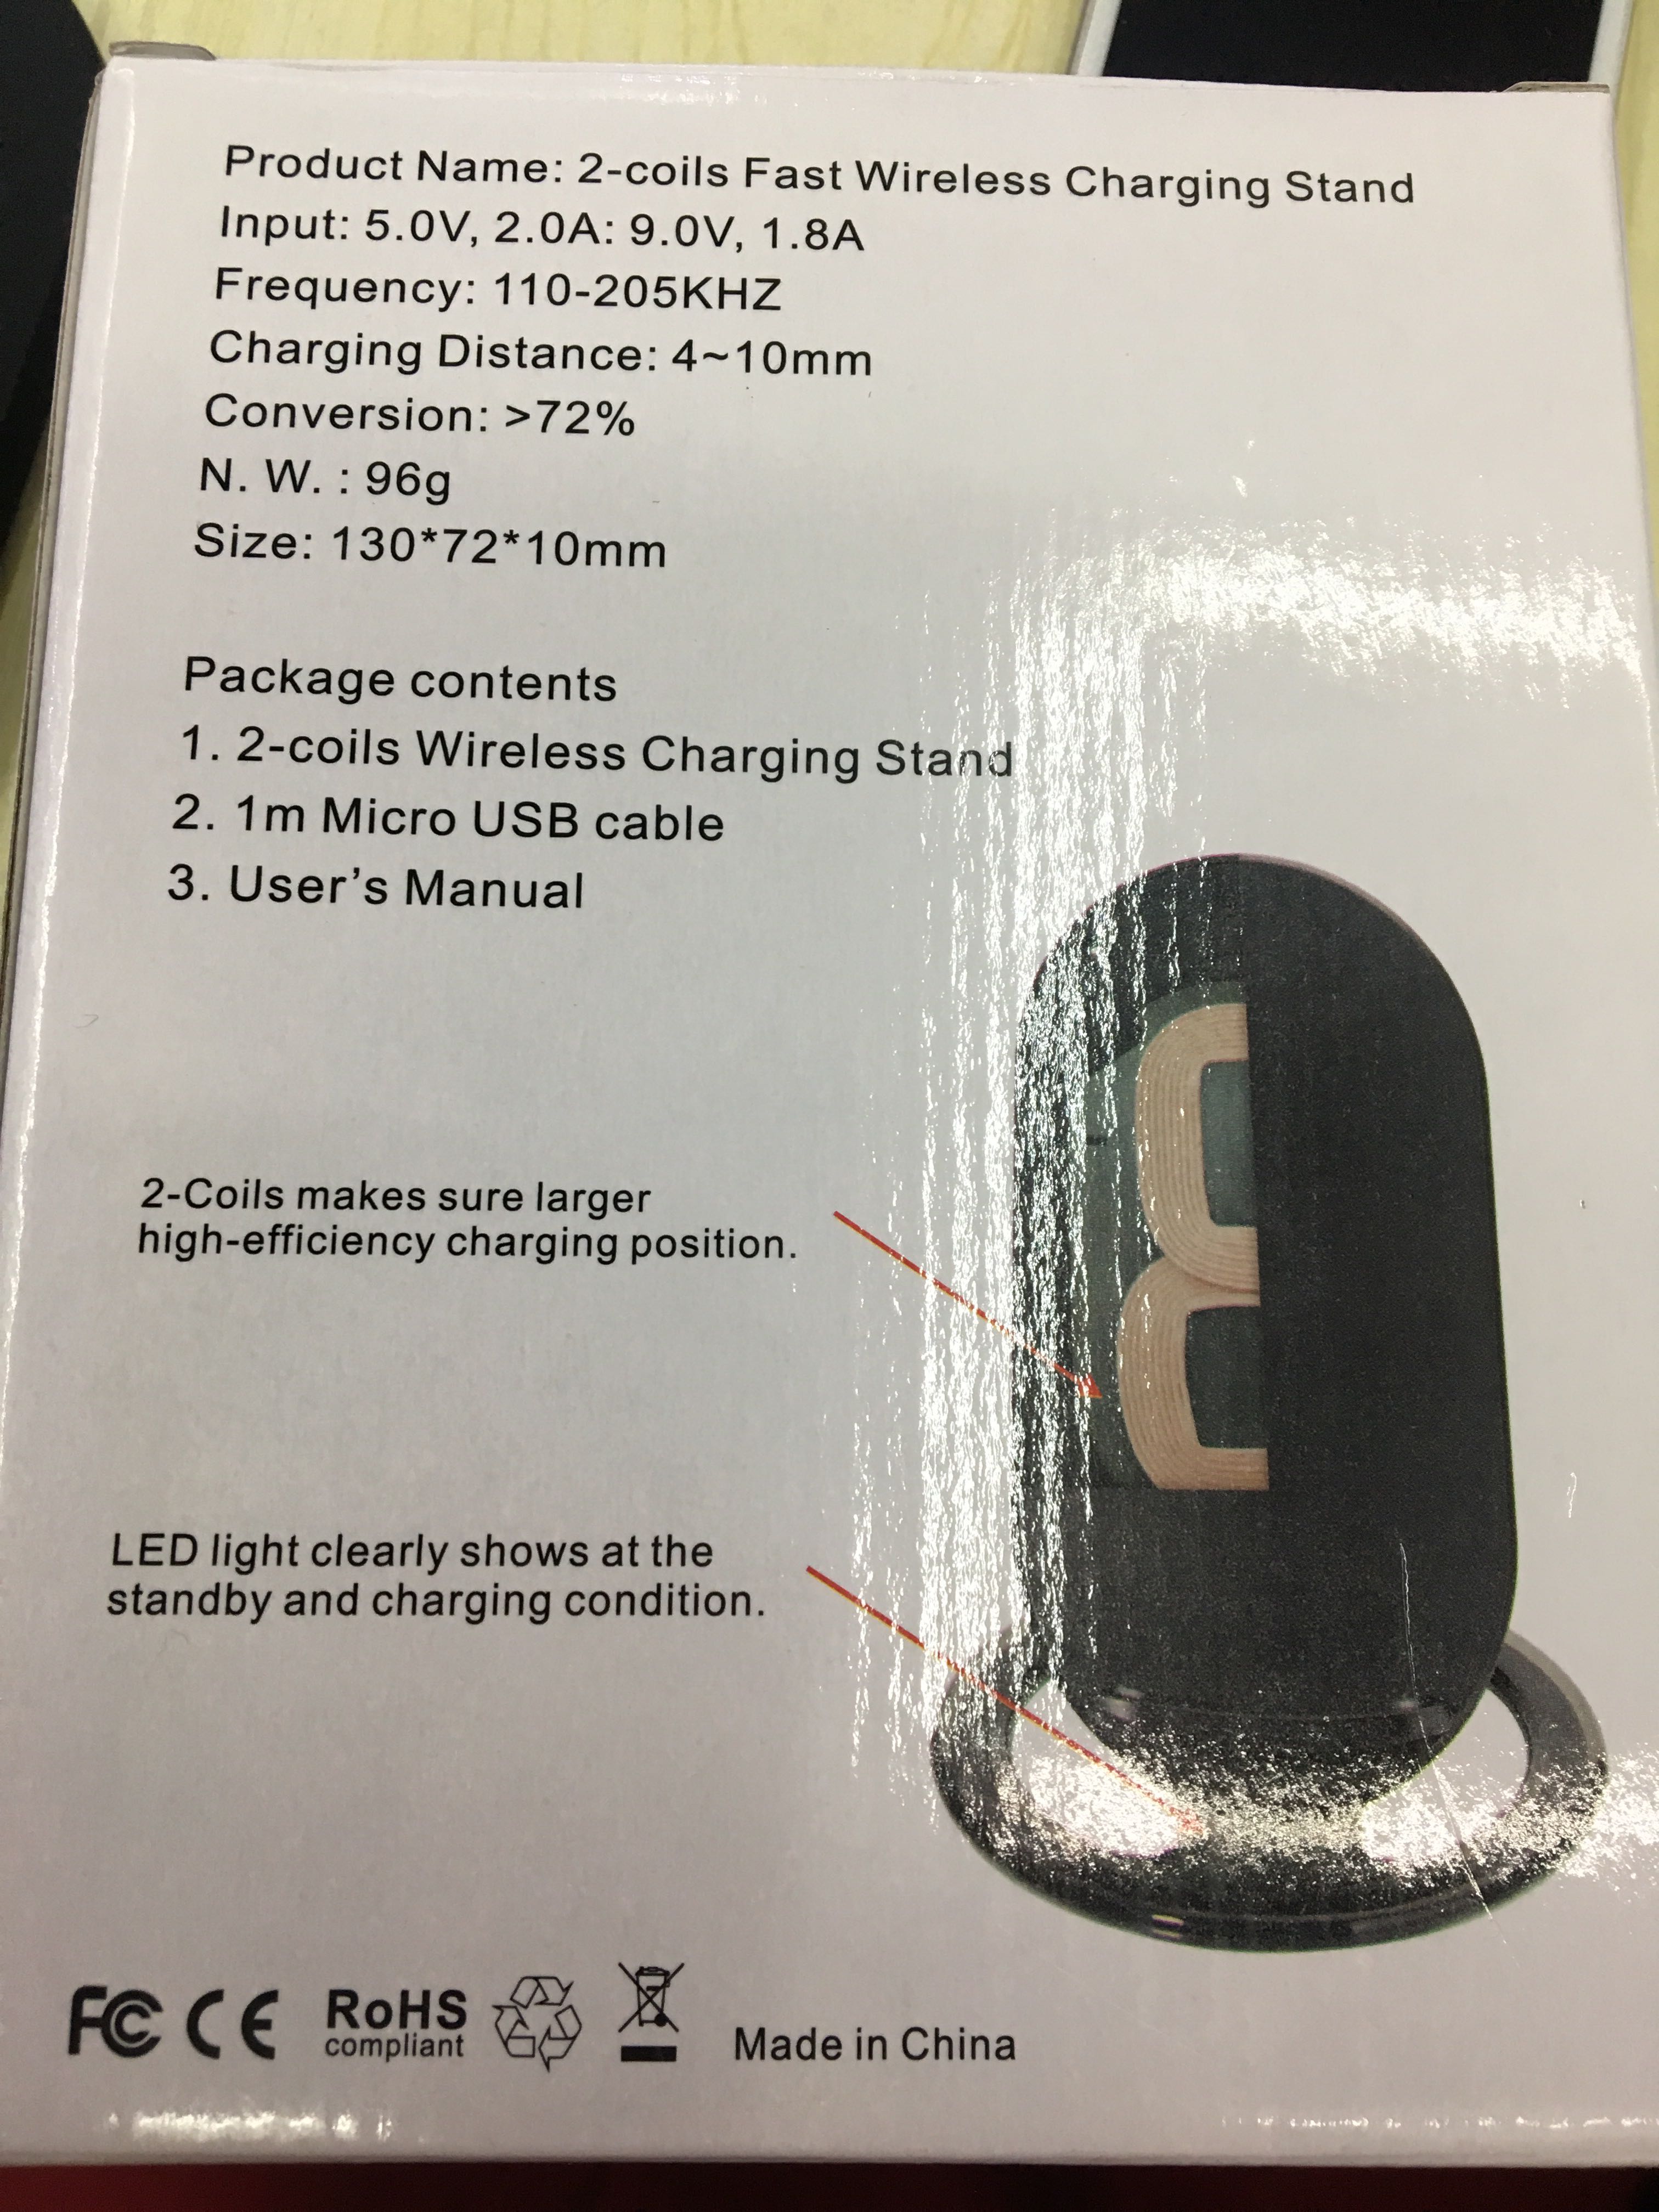 Product Name: 2-coils Fast Wireless Charging Stand
Input: 5.0V, 2.0A: 9.0V, 1.8A
Frequency: 110-205KHZ
Charging Distance: 4~10mm
Conversion: >72%
N. W. : 96g
Size: 130*72*10mm
Package contents
1. 2-coils Wireless Charging Stand
2. 1m Micro USB cable
3. User's Manual
2-Coils makes sure larger
high-efficiency charging position.
LED light clearly shows at the
standby and charging condition.
FC CE RoHS
compliant
Made in China